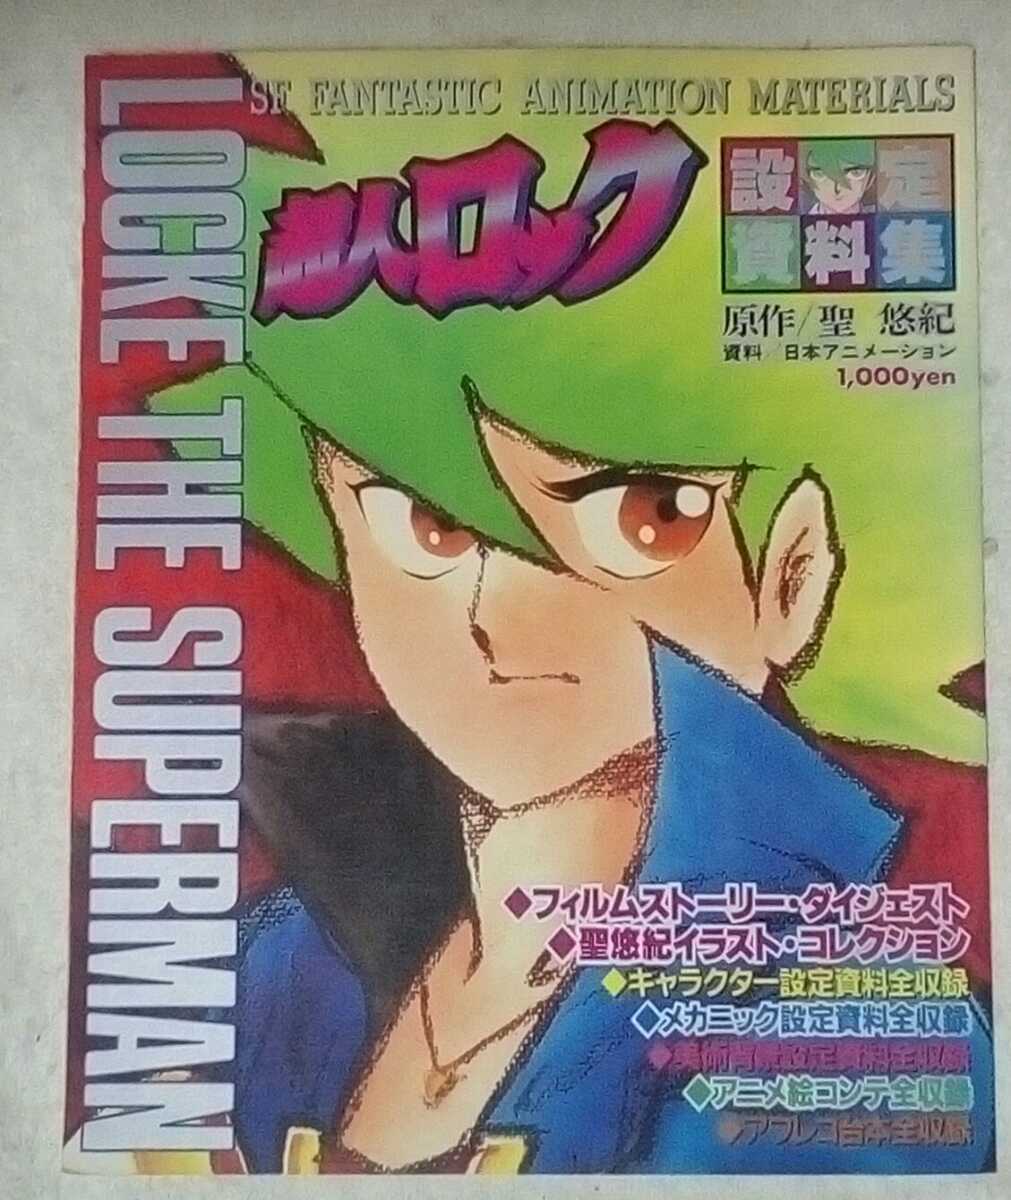 LOCKE THE SUPERMAN
SF FANTASTIC ANIMATION MATERIALS
超人ロック
設定
資料集
原作/聖 悠紀
資料/日本アニメーション
1,000yen
◆フィルムストーリー・ダイジェスト
◆聖悠紀イラスト・コレクション
◆キャラクター設定資料全収録
◆メカニック設定資料全収録
◆美術背景設定資料全収録
◆アニメ絵コンテ全収録
◆アフレコ台本全収録